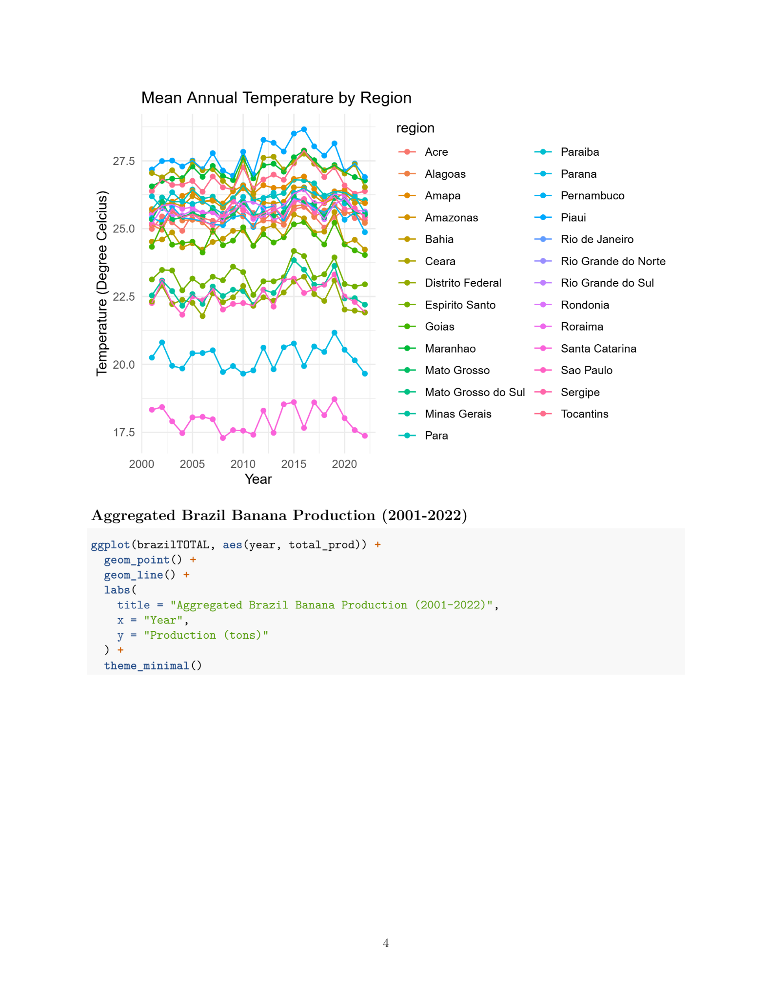 Mean Annual Temperature by Region
Temperature (Degree Celcius)
27.5
25.0
22.5
20.0
17.5
2000 2005 2010 2015 2020
Year
region
Acre
Alagoas
Amapa
Amazonas
Bahia
Ceara
Distrito Federal
Espirito Santo
Goias
Maranhao
Mato Grosso
Mato Grosso do Sul
Minas Gerais
Para
Paraiba
Parana
Pernambuco
Piaui
Rio de Janeiro
Rio Grande do Norte
Rio Grande do Sul
Rondonia
Roraima
Santa Catarina
Sao Paulo
Sergipe
Tocantins
Aggregated Brazil Banana Production (2001-2022)
ggplot(brazilTOTAL, aes(year, total_prod)) +
  geom_point() +
  geom_line() +
  labs(
    title = "Aggregated Brazil Banana Production (2001-2022)",
    x = "Year",
    y = "Production (tons)"
  ) +
  theme_minimal()
4